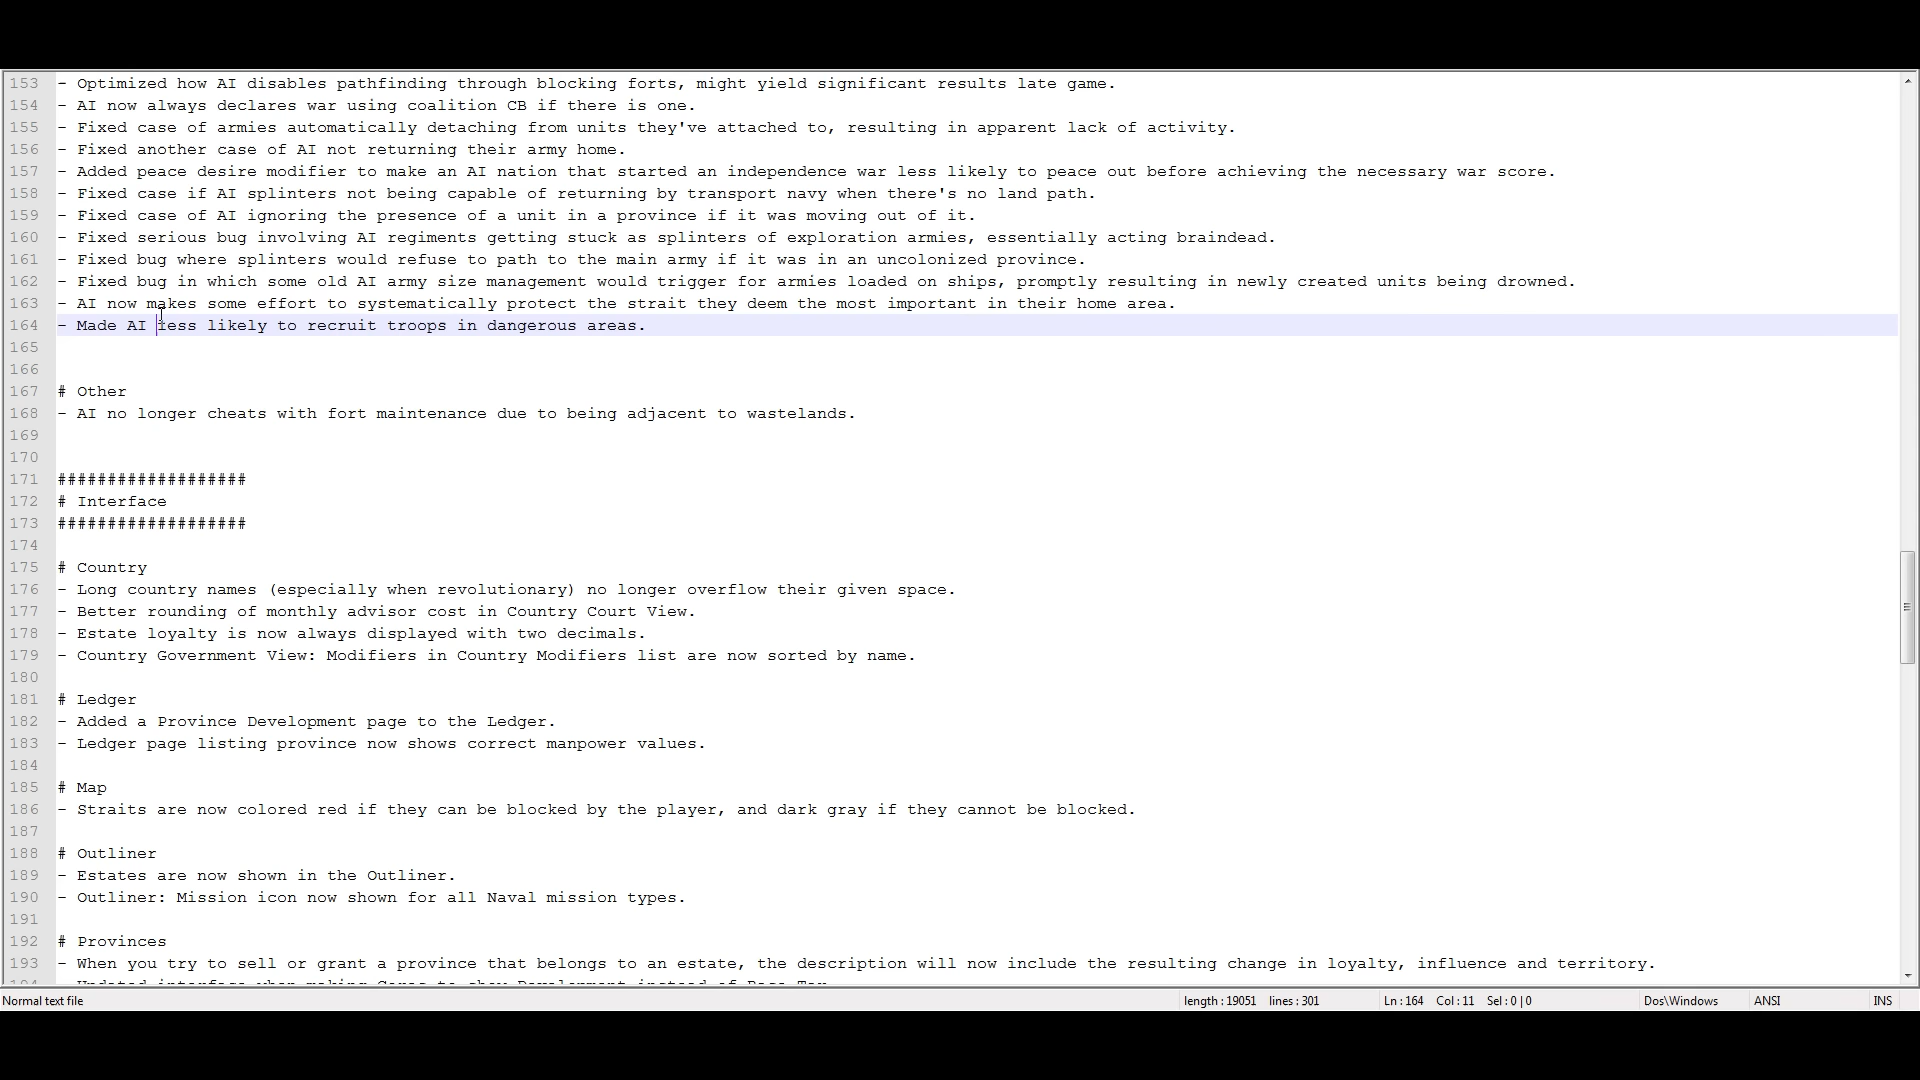 153 - Optimized how AI disables pathfinding through blocking forts, might yield significant results late game.
154 - AI now always declares war using coalition CB if there is one.
155 - Fixed case of armies automatically detaching from units they've attached to, resulting in apparent lack of activity.
156 - Fixed another case of AI not returning their army home.
157 - Added peace desire modifier to make an AI nation that started an independence war less likely to peace out before achieving the necessary war score.
158 - Fixed case if AI splinters not being capable of returning by transport navy when there's no land path.
159 - Fixed case of AI ignoring the presence of a unit in a province if it was moving out of it.
160 - Fixed serious bug involving AI regiments getting stuck as splinters of exploration armies, essentially acting braindead.
161 - Fixed bug where splinters would refuse to path to the main army if it was in an uncolonized province.
162 - Fixed bug in which some old AI army size management would trigger for armies loaded on ships, promptly resulting in newly created units being drowned.
163 - AI now makes some effort to systematically protect the strait they deem the most important in their home area.
164 - Made AI less likely to recruit troops in dangerous areas.
165
166
167 # Other
168 - AI no longer cheats with fort maintenance due to being adjacent to wastelands.
169
170
171 ###################
172 # Interface
173 ###################
174
175 # Country
176 - Long country names (especially when revolutionary) no longer overflow their given space.
177 - Better rounding of monthly advisor cost in Country Court View.
178 - Estate loyalty is now always displayed with two decimals.
179 - Country Government View: Modifiers in Country Modifiers list are now sorted by name.
180
181 # Ledger
182 - Added a Province Development page to the Ledger.
183 - Ledger page listing province now shows correct manpower values.
184
185 # Map
186 - Straits are now colored red if they can be blocked by the player, and dark gray if they cannot be blocked.
187
188 # Outliner
189 - Estates are now shown in the Outliner.
190 - Outliner: Mission icon now shown for all Naval mission types.
191
192 # Provinces
193 - When you try to sell or grant a province that belongs to an estate, the description will now include the resulting change in loyalty, influence and territory.
Normal text file length : 19051 lines : 301 Ln : 164 Col : 11 Sel : 0 | 0 Dos\Windows ANSI INS